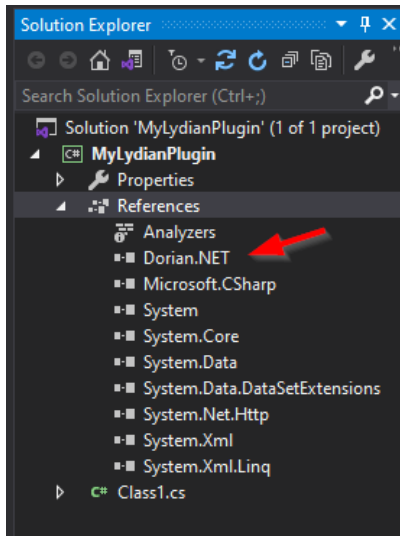 Solution Explorer
Search Solution Explorer (Ctrl+;)
Solution 'MyLydianPlugin' (1 of 1 project)
C# MyLydianPlugin
Properties
References
Analyzers
Dorian.NET
Microsoft.CSharp
System
System.Core
System.Data
System.Data.DataSetExtensions
System.Net.Http
System.Xml
System.Xml.Linq
C# Class1.cs